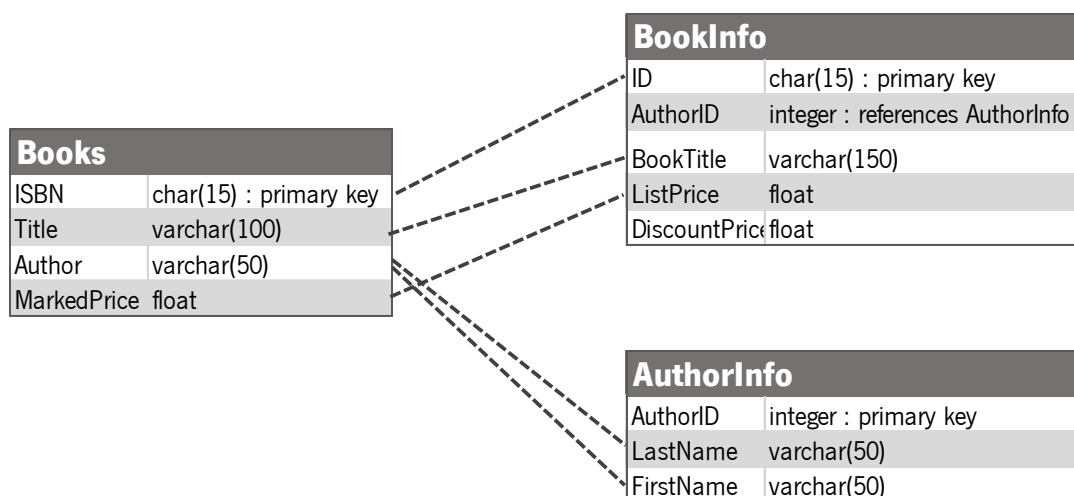 Books
ISBN char(15) : primary key
Title varchar(100)
Author varchar(50)
MarkedPrice float
BookInfo
ID char(15) : primary key
AuthorID integer : references AuthorInfo
BookTitle varchar(150)
ListPrice float
DiscountPrice float
AuthorInfo
AuthorID integer : primary key
LastName varchar(50)
FirstName varchar(50)